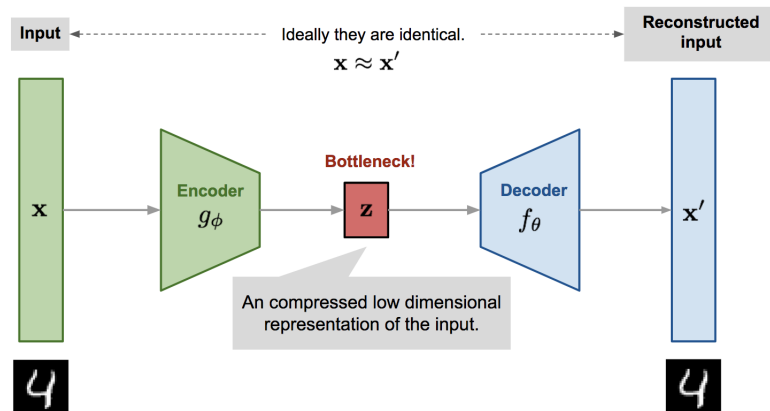 Input
Ideally they are identical.
Reconstructed
input
x ≈ x′
Bottleneck!
Encoder
Decoder
x
gϕ
z
fθ
x′
An compressed low dimensional
representation of the input.
4
4